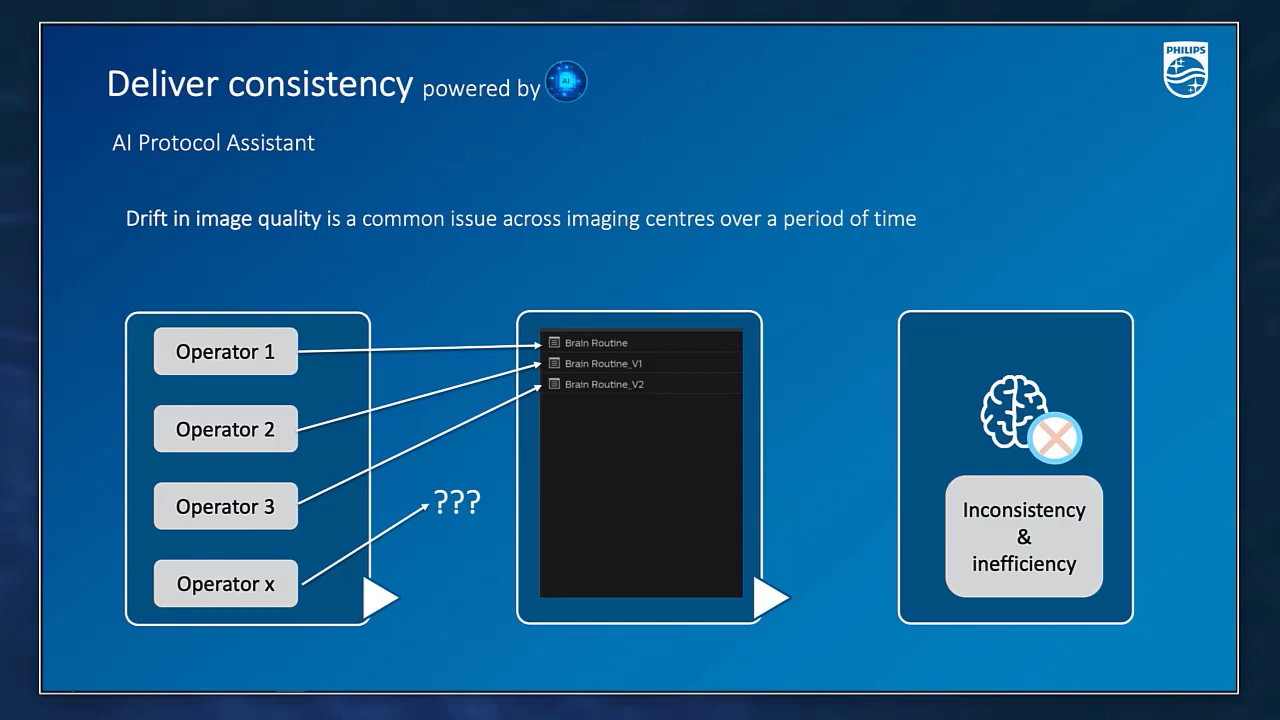 Deliver consistency powered by AI
PHILIPS
AI Protocol Assistant
Drift in image quality is a common issue across imaging centres over a period of time
Operator 1
Operator 2
Operator 3
Operator x
???
Brain Routine
Brain Routine_V1
Brain Routine_V2
Inconsistency
&
inefficiency